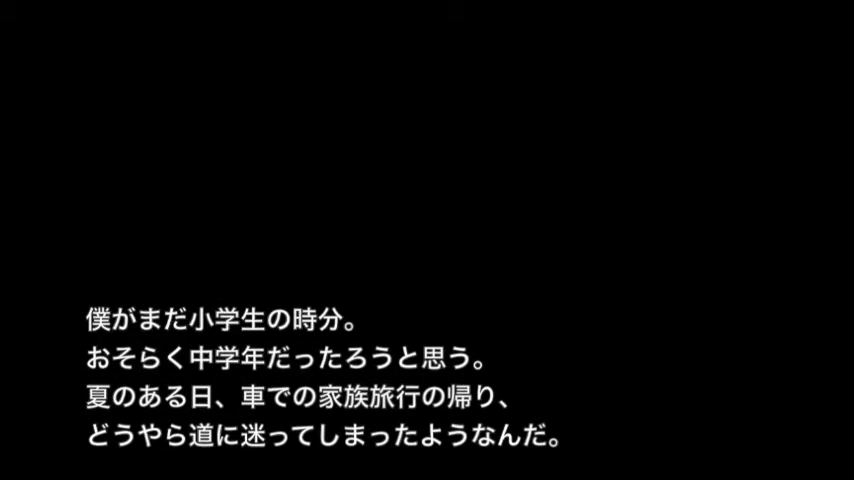 僕がまだ小学生の時分。
おそらく中学年だったろうと思う。
夏のある日、車での家族旅行の帰り、
どうやら道に迷ってしまったようなんだ。